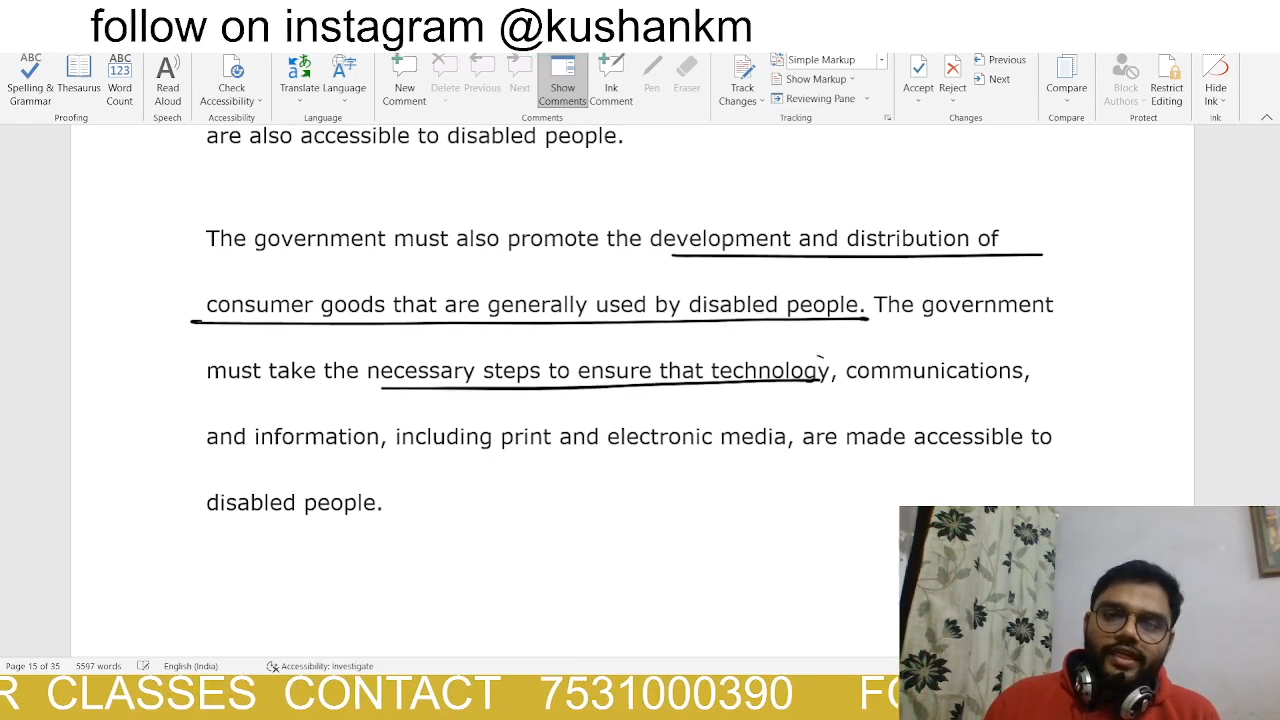 follow on instagram @kushankm
ABC
ABC
123
A
Spelling & Grammar
Thesaurus
Word Count
Read Aloud
Check Accessibility
Translate
Language
New Comment
Delete
Previous
Next
Show Comments
Ink Comment
Pen
Eraser
Track Changes
Simple Markup
Show Markup
Reviewing Pane
Accept
Reject
Previous
Next
Compare
Block Authors
Restrict Editing
Hide Ink
Proofing
Speech
Accessibility
Language
Comments
Tracking
Changes
Compare
Protect
Ink
are also accessible to disabled people.
The government must also promote the development and distribution of
consumer goods that are generally used by disabled people. The government
must take the necessary steps to ensure that technology, communications,
and information, including print and electronic media, are made accessible to
disabled people.
Page 15 of 35
5597 words
English (India)
Accessibility: Investigate
R CLASSES CONTACT 7531000390 FO